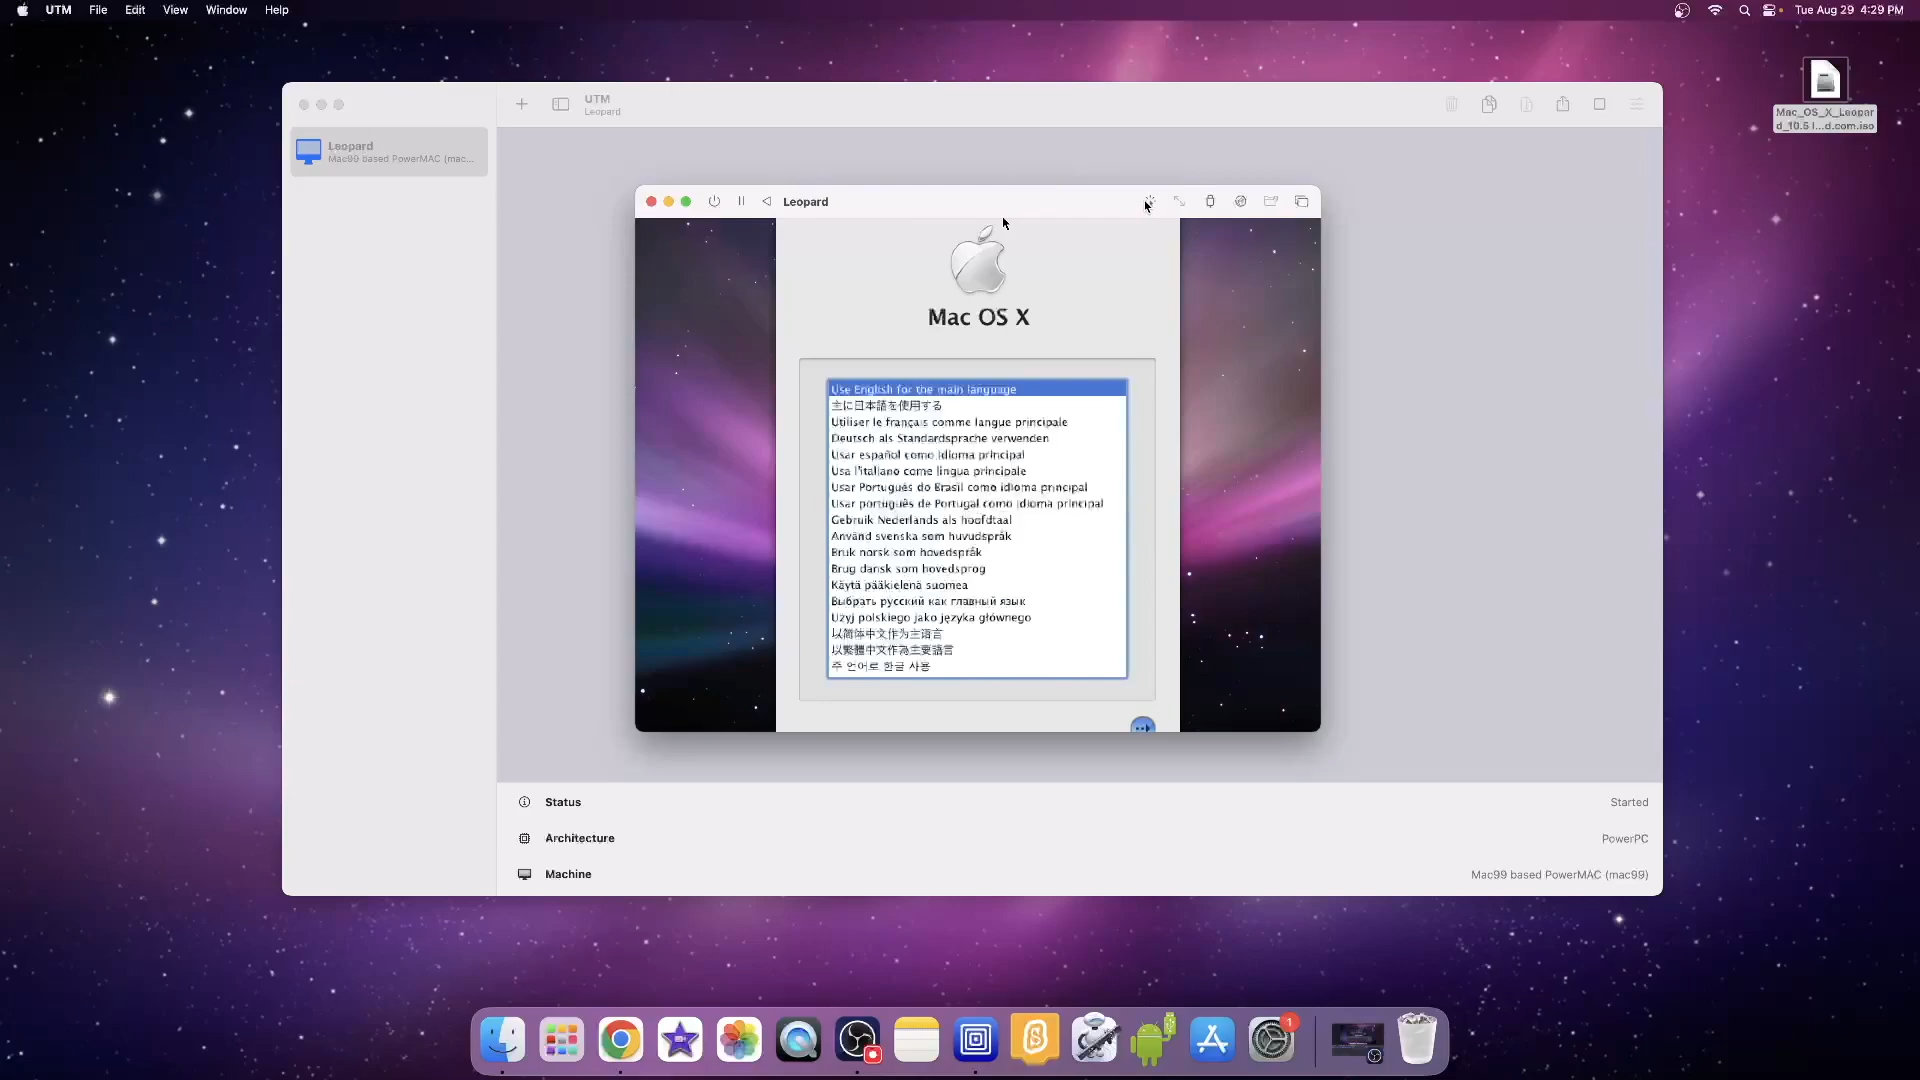 UTM File Edit View Window Help
Tue Aug 29 4:29 PM
Mac_OS_X_Leopar
d_10.5 I...d.com.iso
UTM
Leopard
Leopard
Mac99 based PowerMAC (mac...
Leopard
Mac OS X
Use English for the main language
主に日本語を使用する
Utiliser le français comme langue principale
Deutsch als Standardsprache verwenden
Usar español como idioma principal
Usa l'italiano come lingua principale
Usar Português do Brasil como idioma principal
Usar português de Portugal como idioma principal
Gebruik Nederlands als hoofdtaal
Använd svenska som huvudspråk
Bruk norsk som hovedspråk
Brug dansk som hovedsprog
Käytä pääkielenä suomea
Выбрать русский как главный язык
Użyj polskiego jako języka głównego
以简体中文作为主语言
以繁體中文作為主要語言
주 언어로 한글 사용
Status
Started
Architecture
PowerPC
Machine
Mac99 based PowerMAC (mac99)
1